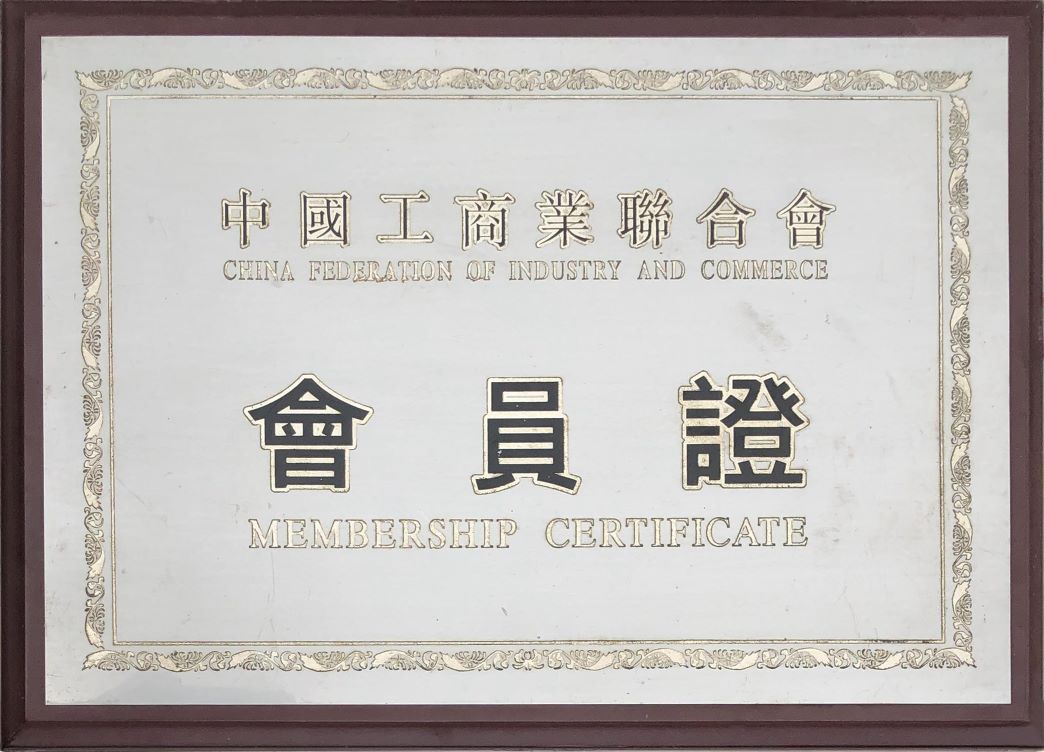 中國工商業聯合會
CHINA FEDERATION OF INDUSTRY AND COMMERCE
會員證
MEMBERSHIP CERTIFICATE